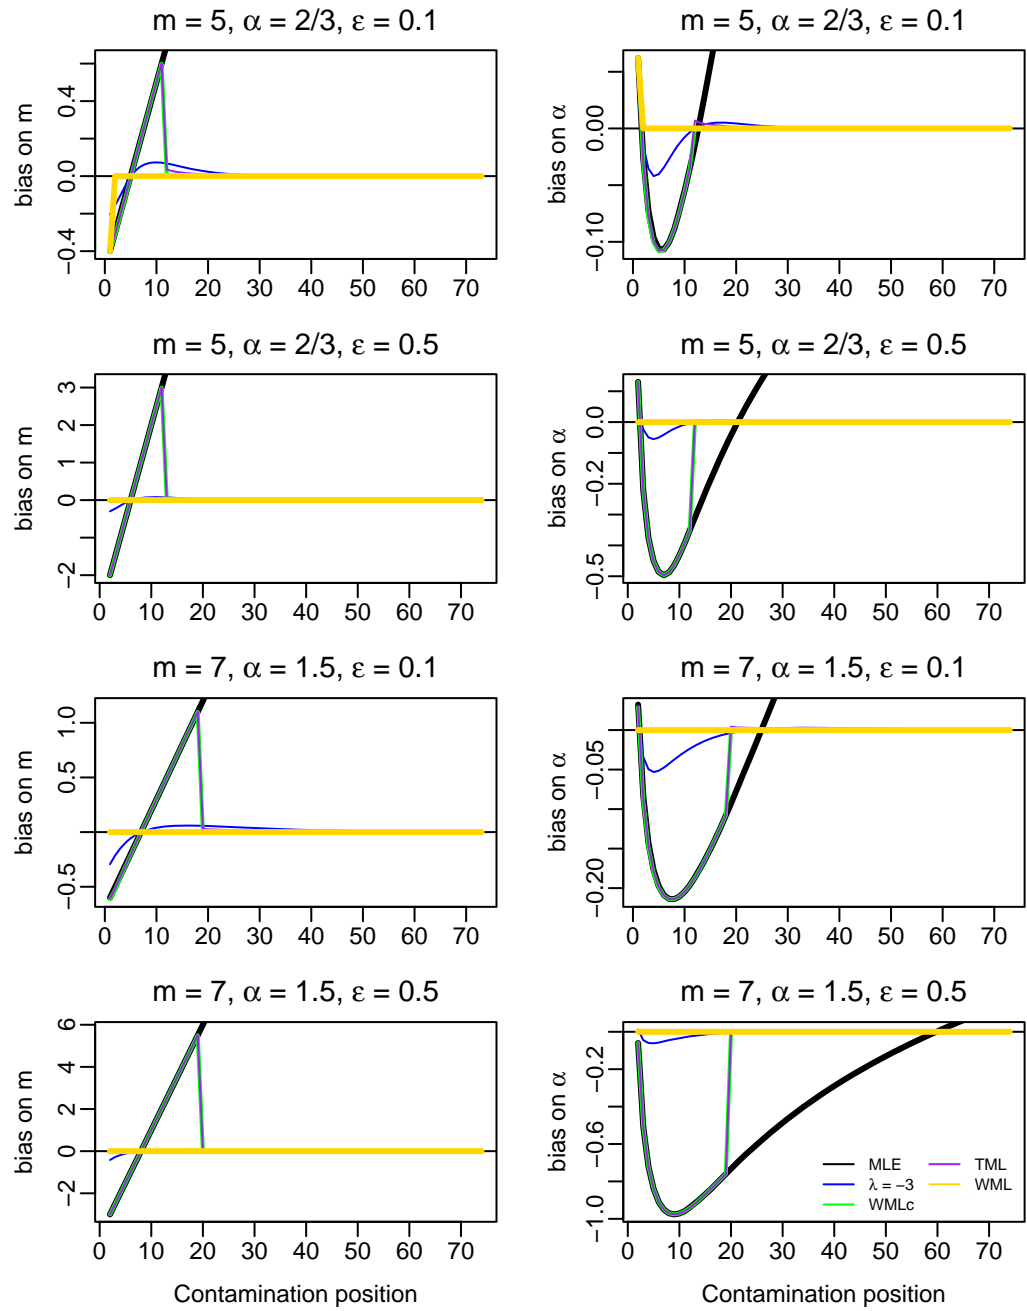 m = 5, α = 2/3, ε = 0.1
bias on m
0.4
0.0
−0.4
0 10 20 30 40 50 60 70
m = 5, α = 2/3, ε = 0.1
bias on α
0.00
−0.10
0 10 20 30 40 50 60 70
m = 5, α = 2/3, ε = 0.5
bias on m
3
2
1
0
−2
0 10 20 30 40 50 60 70
m = 5, α = 2/3, ε = 0.5
bias on α
0.0
−0.2
−0.5
0 10 20 30 40 50 60 70
m = 7, α = 1.5, ε = 0.1
bias on m
1.0
0.5
−0.5
0 10 20 30 40 50 60 70
m = 7, α = 1.5, ε = 0.1
bias on α
−0.05
−0.20
0 10 20 30 40 50 60 70
m = 7, α = 1.5, ε = 0.5
bias on m
6
4
2
0
−2
0 10 20 30 40 50 60 70
Contamination position
m = 7, α = 1.5, ε = 0.5
bias on α
−0.2
−0.6
−1.0
MLE
λ = −3
WMLc
TML
WML
0 10 20 30 40 50 60 70
Contamination position